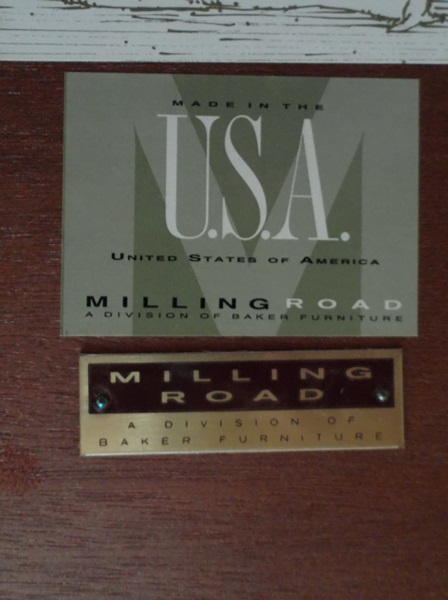 MADE IN THE
U.S.A.
UNITED STATES OF AMERICA
MILLING ROAD
A DIVISION OF BAKER FURNITURE
MILLING
ROAD
A DIVISION OF
BAKER FURNITURE